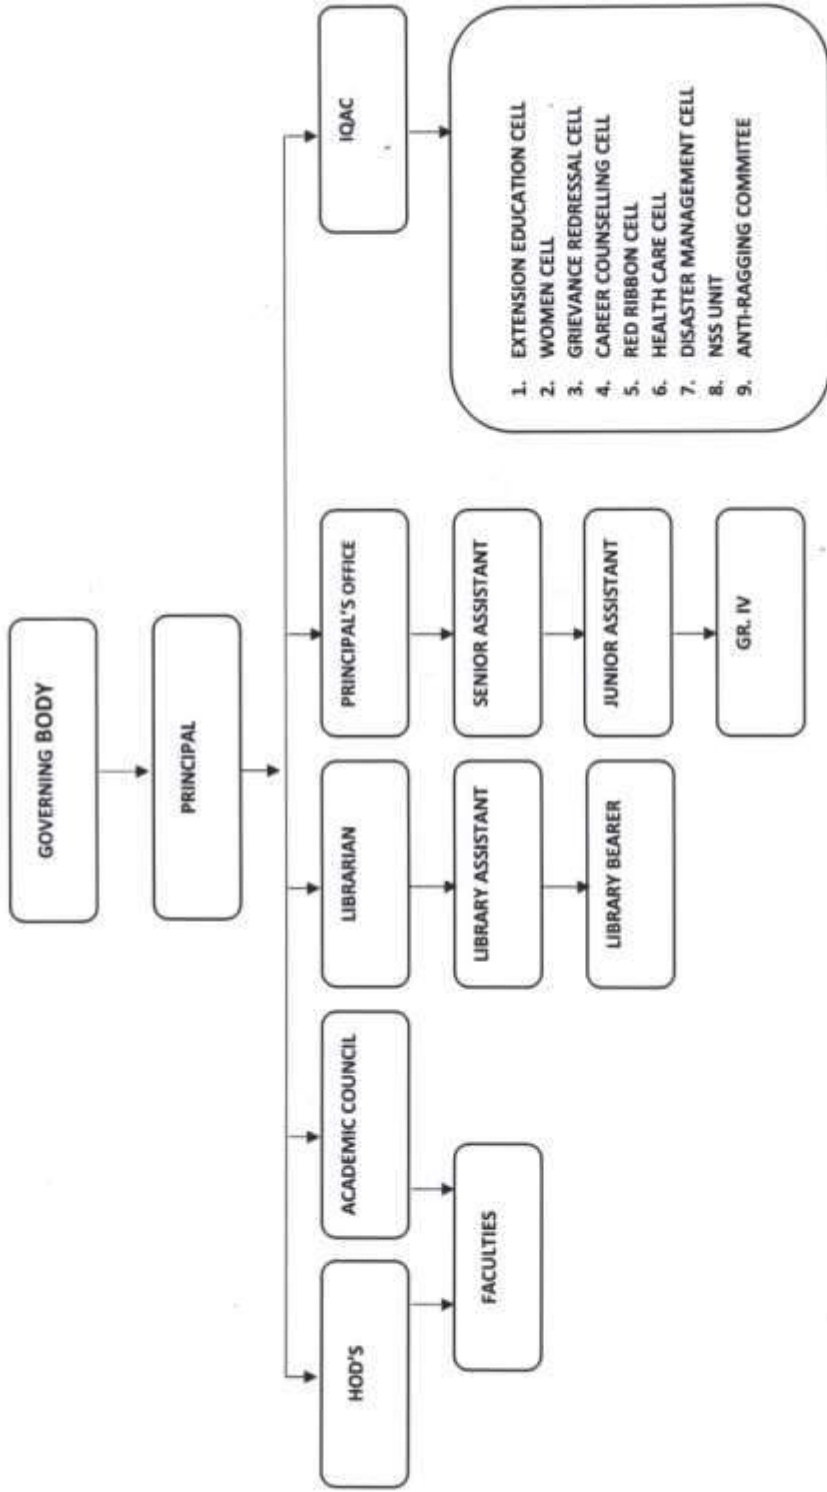 GOVERNING BODY
PRINCIPAL
HOD'S
ACADEMIC COUNCIL
LIBRARIAN
PRINCIPAL'S OFFICE
IQAC
FACULTIES
LIBRARY ASSISTANT
SENIOR ASSISTANT
LIBRARY BEARER
JUNIOR ASSISTANT
GR. IV
1. EXTENSION EDUCATION CELL
2. WOMEN CELL
3. GRIEVANCE REDRESSAL CELL
4. CAREER COUNSELLING CELL
5. RED RIBBON CELL
6. HEALTH CARE CELL
7. DISASTER MANAGEMENT CELL
8. NSS UNIT
9. ANTI-RAGGING COMMITEE